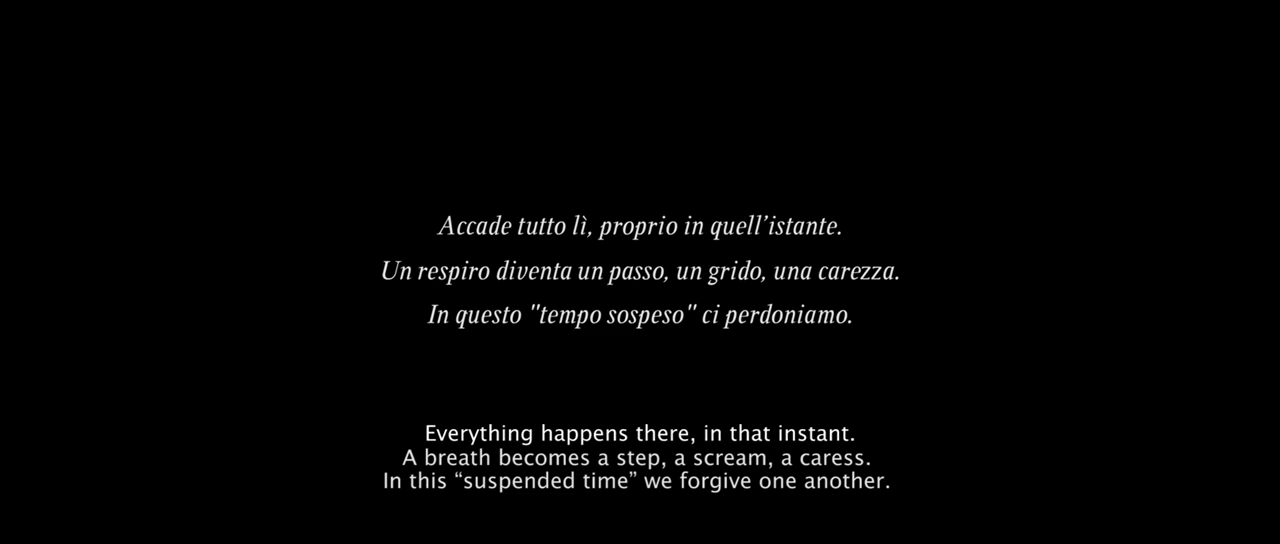 Accade tutto lì, proprio in quell’istante.
Un respiro diventa un passo, un grido, una carezza.
In questo "tempo sospeso" ci perdoniamo.
Everything happens there, in that instant.
A breath becomes a step, a scream, a caress.
In this “suspended time” we forgive one another.